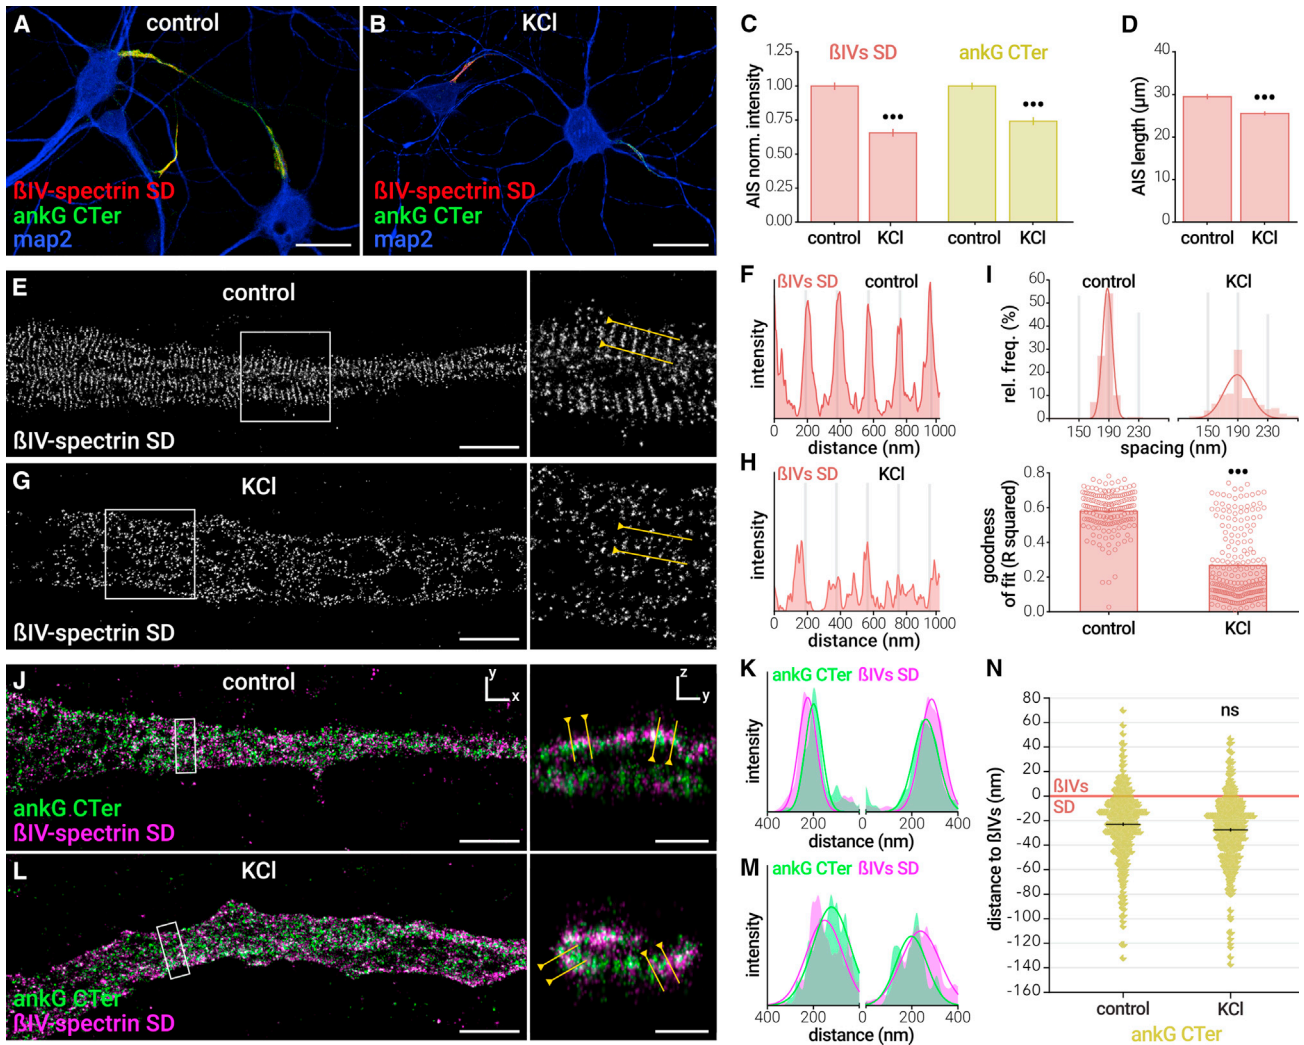 A
control
ßIV-spectrin SD
ankG CTer
map2
B
KCl
ßIV-spectrin SD
ankG CTer
map2
C
ßIVs SD
ankG CTer
AIS norm. intensity
1.25
1.00
0.75
0.50
0.25
0.00
•••
•••
control
KCl
control
KCl
D
AIS length (µm)
40
30
20
10
0
•••
control
KCl
E
control
ßIV-spectrin SD
F
ßIVs SD
control
intensity
0 200 400 600 800 1000
distance (nm)
G
KCl
ßIV-spectrin SD
H
ßIVs SD
KCl
intensity
0 200 400 600 800 1000
distance (nm)
I
control
KCl
rel. freq. (%)
60
50
40
30
20
10
0
150 190 230
150 190 230
spacing (nm)
goodness
of fit (R squared)
0.8
0.6
0.4
0.2
0.0
•••
control
KCl
J
control
y
x
z
y
ankG CTer
ßIV-spectrin SD
K
ankG CTer ßIVs SD
intensity
400 200
200 400
distance (nm)
L
KCl
ankG CTer
ßIV-spectrin SD
M
ankG CTer ßIVs SD
intensity
400 200
200 400
distance (nm)
N
distance to ßIVs (nm)
80
60
40
20
0
-20
-40
-60
-80
-100
-120
-140
-160
ns
ßIVs
SD
control
KCl
ankG CTer